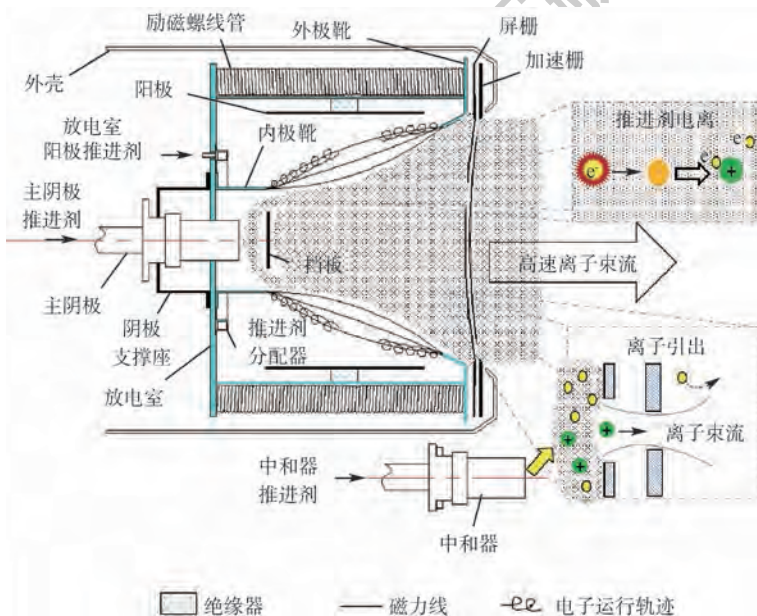 励磁螺线管
外极靴
屏栅
加速栅
外壳
阳极
放电室
阳极推进剂
内极靴
推进剂电离
e⁻
e⁻
e⁻
+
主阴极
推进剂
挡板
高速离子束流
主阴极
阴极
支撑座
推进剂
分配器
放电室
离子引出
+
+
+
离子束流
中和器
推进剂
中和器
绝缘器
磁力线
电子运行轨迹